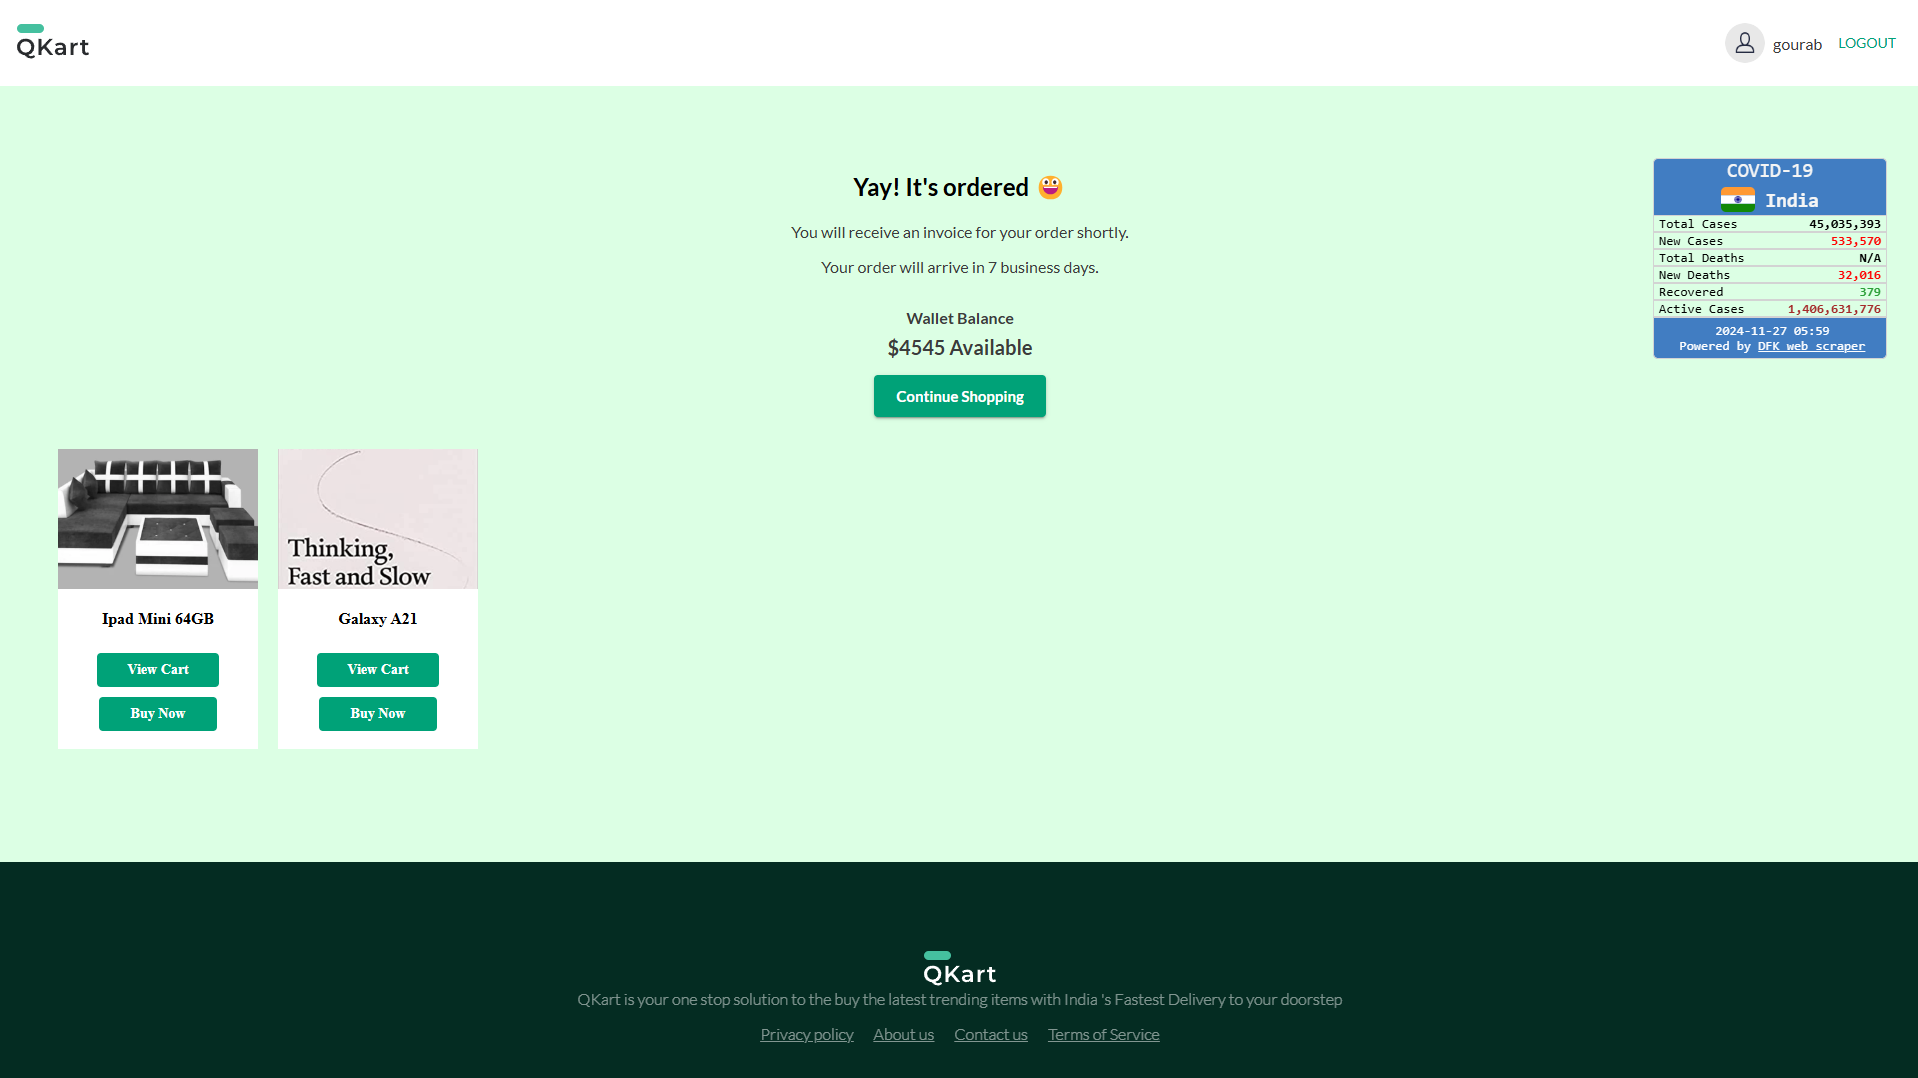 QKart
gourab
LOGOUT
Yay! It's ordered 😀
You will receive an invoice for your order shortly.
Your order will arrive in 7 business days.
Wallet Balance
$4545 Available
Continue Shopping
COVID-19
India
Total Cases 45,035,393
New Cases 533,570
Total Deaths N/A
New Deaths 32,016
Recovered 379
Active Cases 1,406,631,776
2024-11-27 05:59
Powered by DFK web scraper
Thinking,
Fast and Slow
Ipad Mini 64GB
View Cart
Buy Now
Galaxy A21
View Cart
Buy Now
QKart
QKart is your one stop solution to the buy the latest trending items with India 's Fastest Delivery to your doorstep
Privacy policy About us Contact us Terms of Service